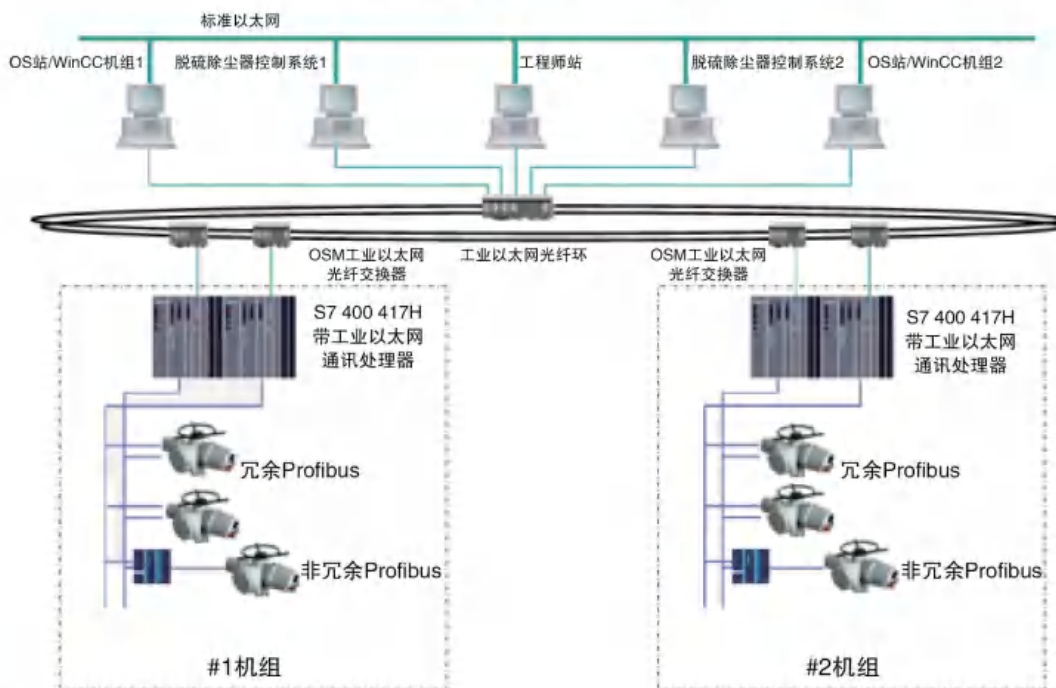 标准以太网
OS站/WinCC机组1
脱硫除尘器控制系统1
工程师站
脱硫除尘器控制系统2
OS站/WinCC机组2
OSM工业以太网
光纤交换器
工业以太网光纤环
OSM工业以太网
光纤交换器
S7 400 417H
带工业以太网
通讯处理器
S7 400 417H
带工业以太网
通讯处理器
冗余Profibus
冗余Profibus
非冗余Profibus
非冗余Profibus
#1机组
#2机组